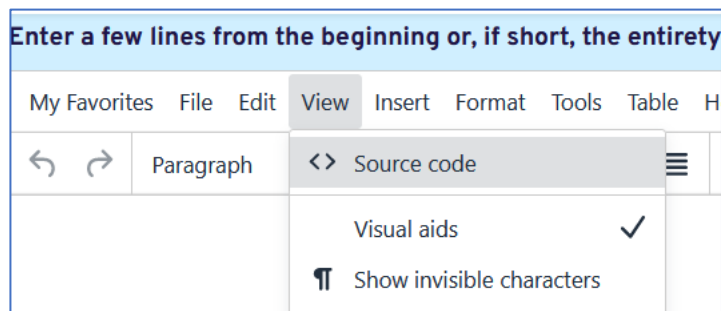 Enter a few lines from the beginning or, if short, the entirety
My Favorites File Edit View Insert Format Tools Table H
Paragraph <> Source code
Visual aids
¶ Show invisible characters